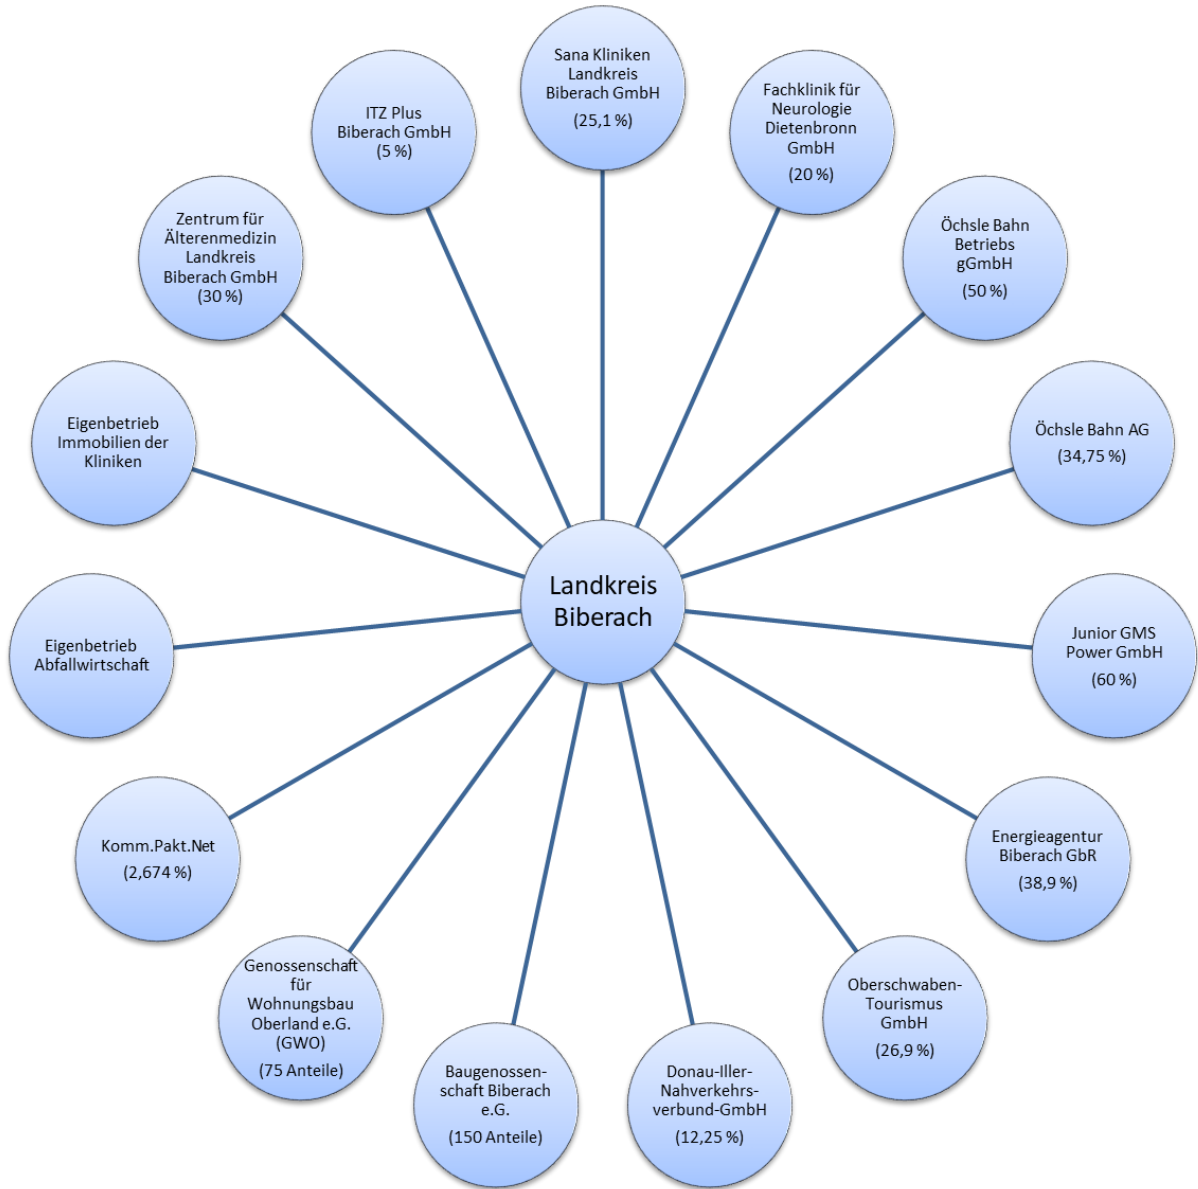 Sana Kliniken
Landkreis
Biberach GmbH
(25,1 %)
Fachklinik für
Neurologie
Dietenbronn
GmbH
(20 %)
Öchsle Bahn
Betriebs
gGmbH
(50 %)
Öchsle Bahn AG
(34,75 %)
Junior GMS
Power GmbH
(60 %)
Energieagentur
Biberach GbR
(38,9 %)
Oberschwaben-
Tourismus
GmbH
(26,9 %)
Donau-Iller-
Nahverkehrs-
verbund-GmbH
(12,25 %)
Baugenossen-
schaft Biberach
e.G.
(150 Anteile)
Genossenschaft
für
Wohnungsbau
Oberland e.G.
(GWO)
(75 Anteile)
Komm.Pakt.Net
(2,674 %)
Eigenbetrieb
Abfallwirtschaft
Eigenbetrieb
Immobilien der
Kliniken
Zentrum für
Älterenmedizin
Landkreis
Biberach GmbH
(30 %)
ITZ Plus
Biberach GmbH
(5 %)
Landkreis
Biberach